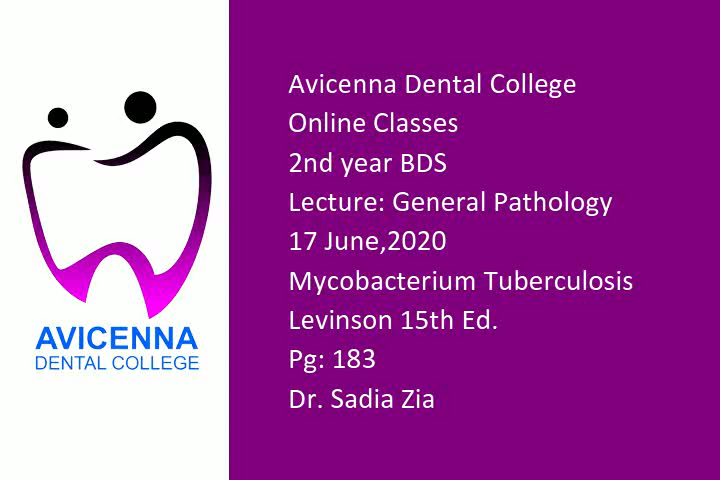 AVICENNA
DENTAL COLLEGE
Avicenna Dental College
Online Classes
2nd year BDS
Lecture: General Pathology
17 June,2020
Mycobacterium Tuberculosis
Levinson 15th Ed.
Pg: 183
Dr. Sadia Zia